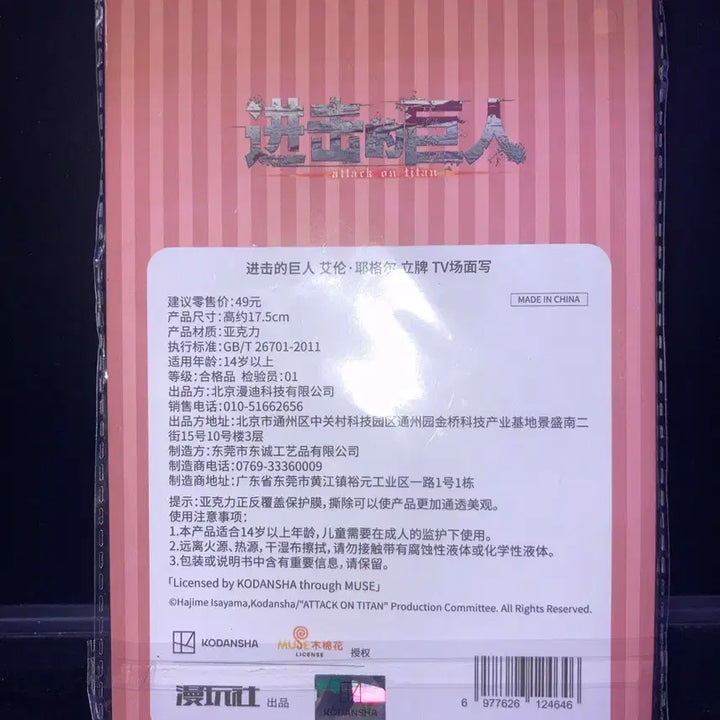 进击的巨人
attack on titan
进击的巨人 艾伦·耶格尔 立牌 TV场面写
建议零售价：49元
MADE IN CHINA
产品尺寸：高约17.5cm
产品材质：亚克力
执行标准：GB/T 26701-2011
适用年龄：14岁以上
等级：合格品 检验员：01
出品方：北京漫迪科技有限公司
销售电话：010-51662656
出品方地址：北京市通州区中关村科技园区通州园金桥科技产业基地景盛南二
街15号10号楼3层
制造方：东莞市东诚工艺品有限公司
制造商电话：0769-33360009
制造商地址：广东省东莞市黄江镇裕元工业区一路1号1栋
提示：亚克力正反覆盖保护膜，撕除可以使产品更加通透美观。
使用注意事项：
1.本产品适合14岁以上年龄，儿童需要在成人的监护下使用。
2.远离火源、热源，干湿布擦拭，请勿接触带有腐蚀性液体或化学性液体。
3.包装或说明书中含有重要信息，请保留。
「Licensed by KODANSHA through MUSE」
©Hajime Isayama,Kodansha/"ATTACK ON TITAN" Production Committee. All Rights Reserved.
KODANSHA MUSE木棉花 LICENSE 授权
漫玩社 出品
KODANSHA
6 977626 124646